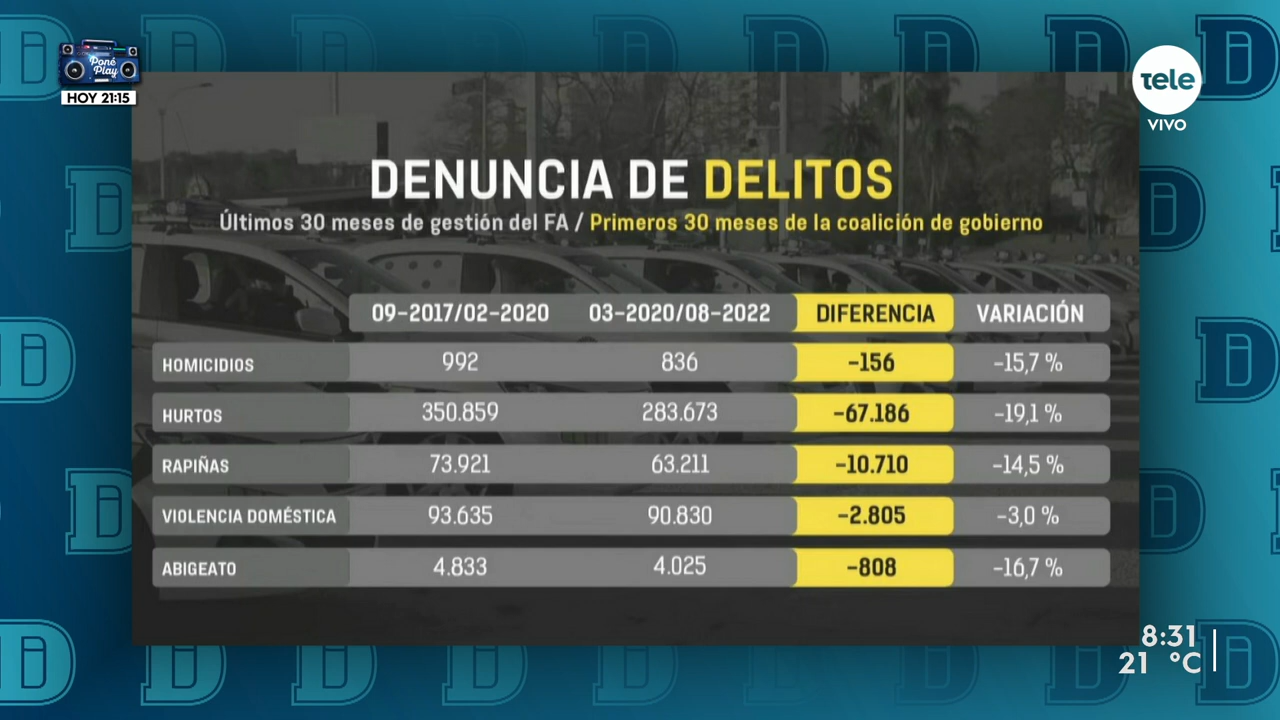 Poné
Play
HOY 21:15
tele
VIVO
DENUNCIA DE DELITOS
Últimos 30 meses de gestión del FA / Primeros 30 meses de la coalición de gobierno
09-2017/02-2020 03-2020/08-2022 DIFERENCIA VARIACIÓN
HOMICIDIOS 992 836 -156 -15,7 %
HURTOS 350.859 283.673 -67.186 -19,1 %
RAPIÑAS 73.921 63.211 -10.710 -14,5 %
VIOLENCIA DOMÉSTICA 93.635 90.830 -2.805 -3,0 %
ABIGEATO 4.833 4.025 -808 -16,7 %
8:31
21 °C